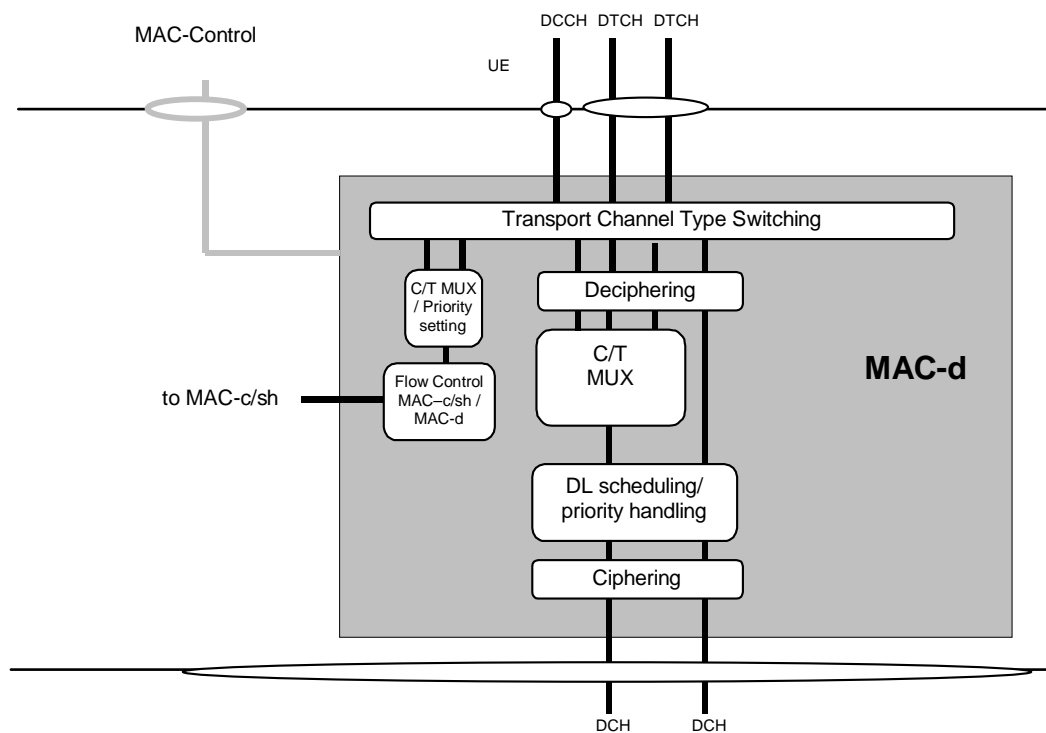 DCCH DTCH DTCH
MAC-Control
UE
Transport Channel Type Switching
C/T MUX
/ Priority
setting
Deciphering
C/T
MUX
MAC-d
Flow Control
MAC–c/sh /
MAC-d
to MAC-c/sh
DL scheduling/
priority handling
Ciphering
DCH DCH